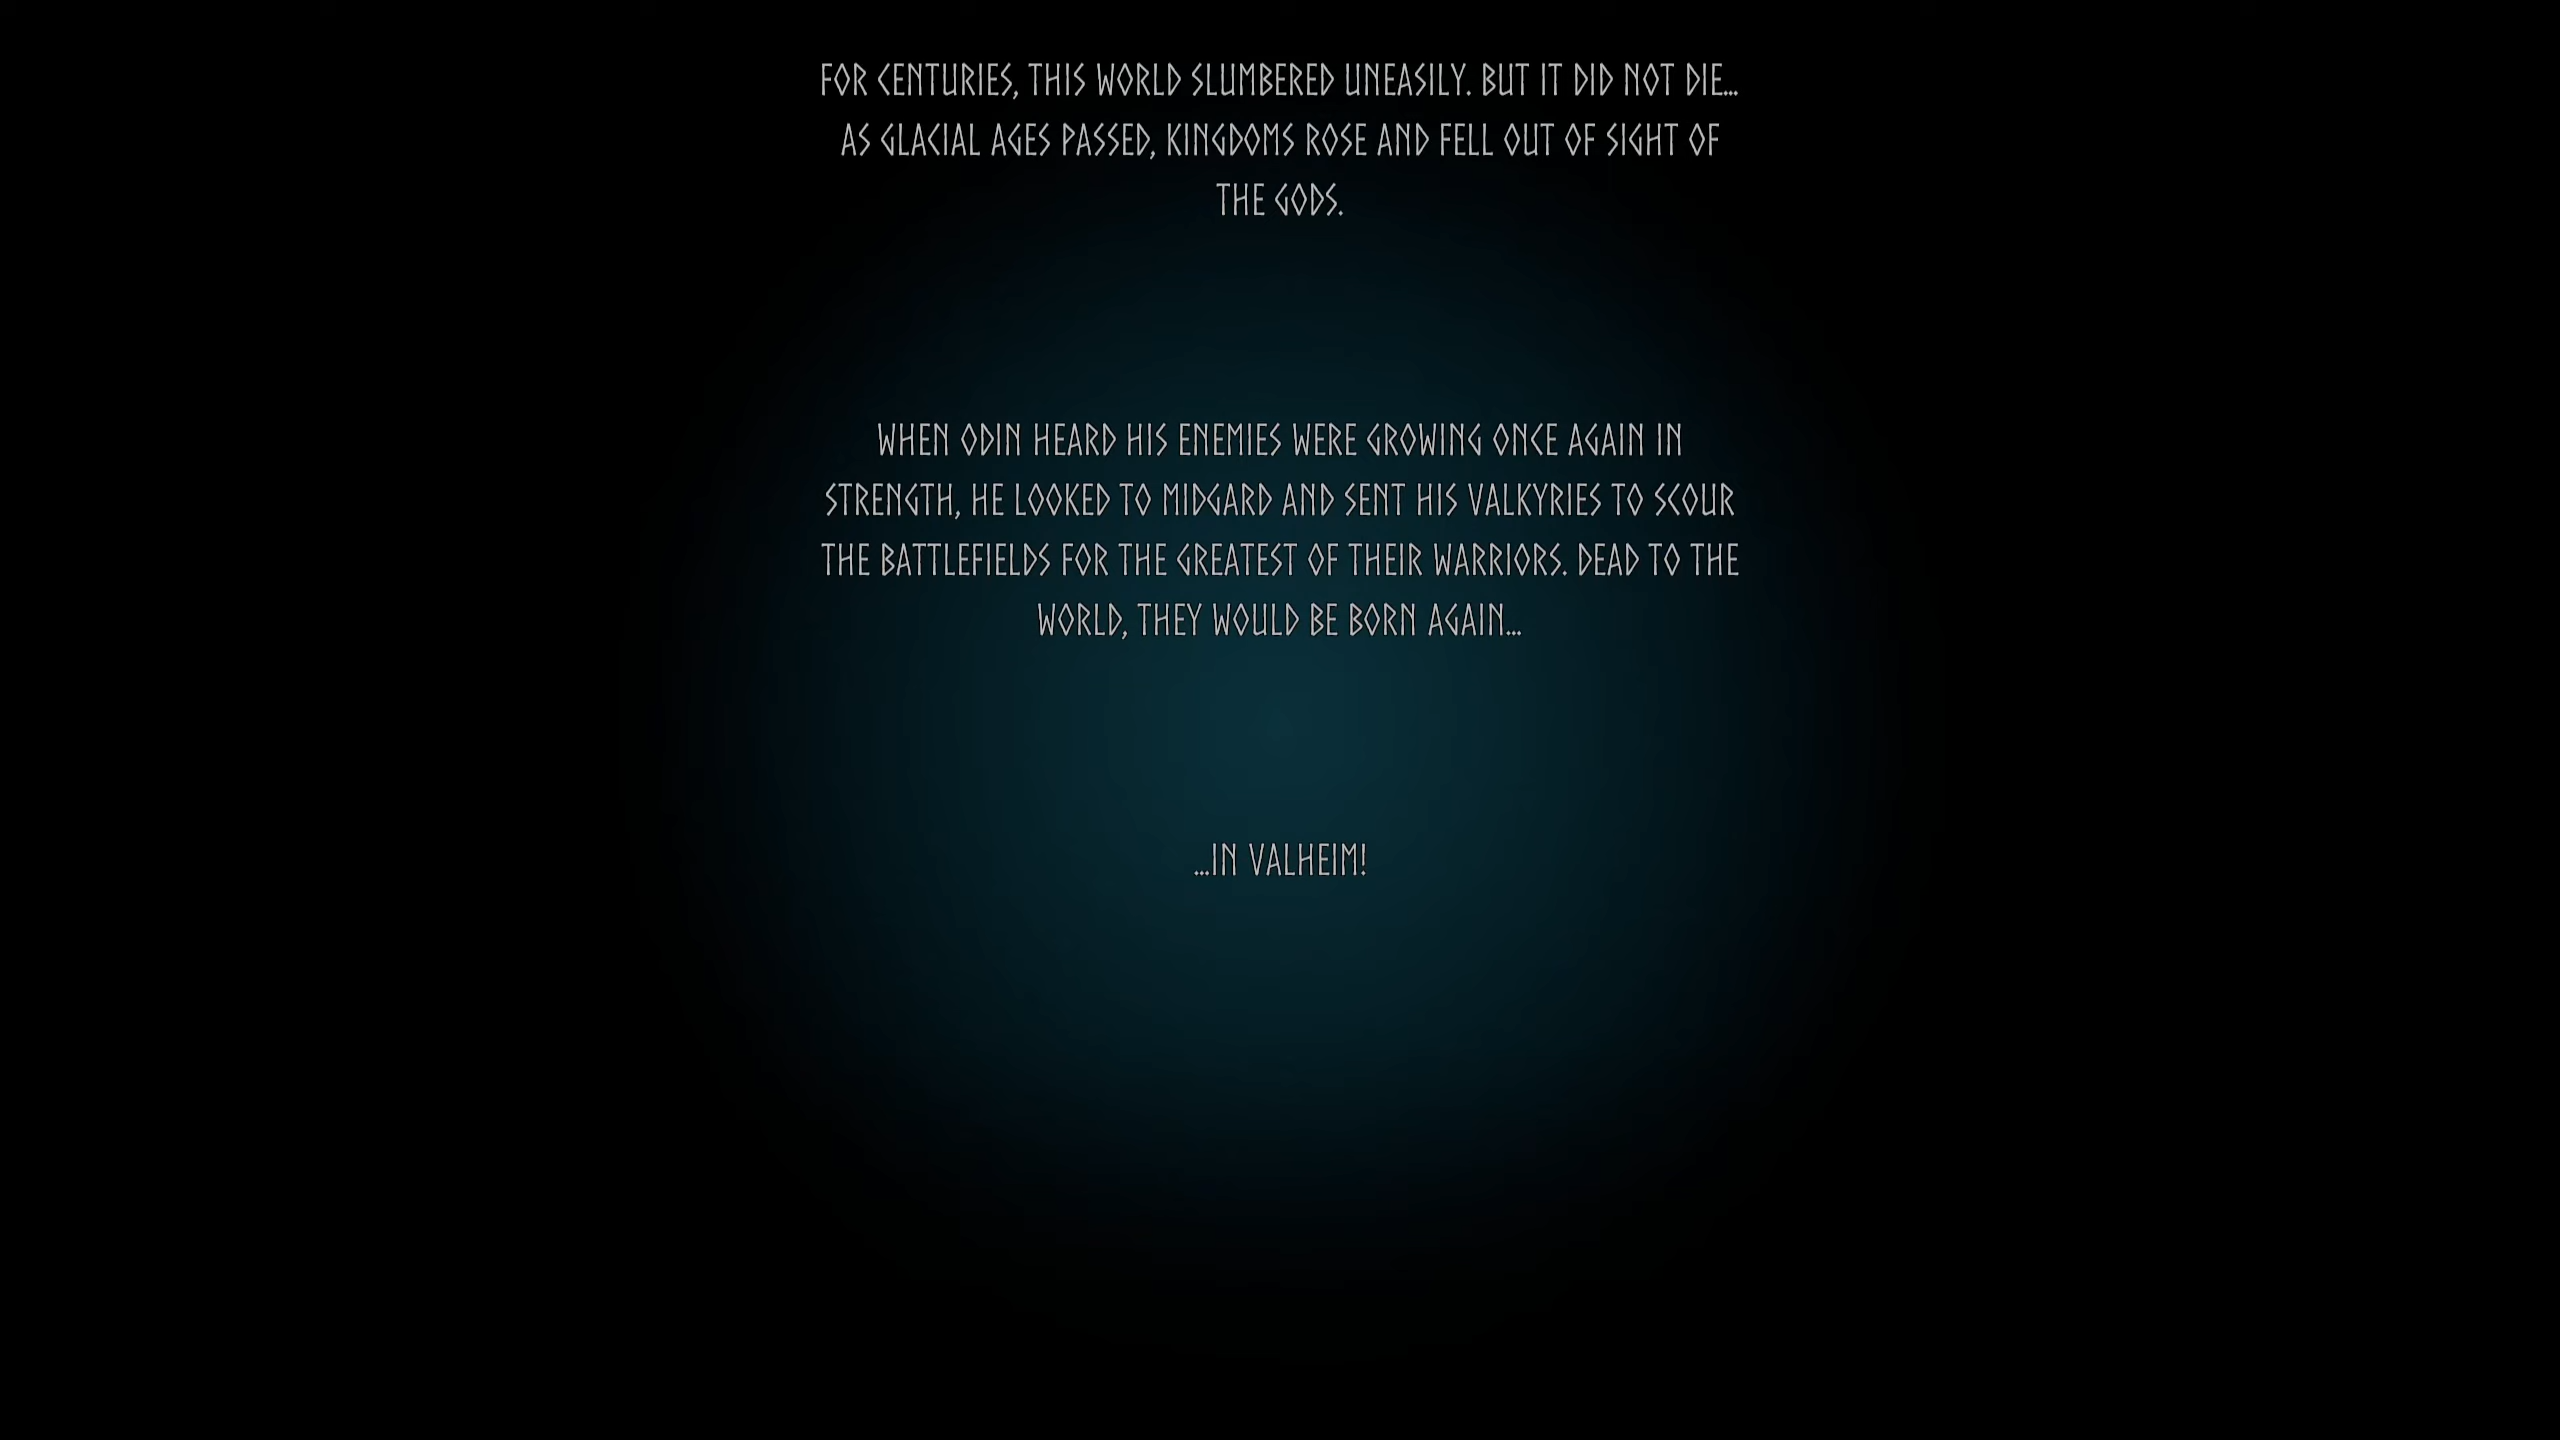 FOR CENTURIES, THIS WORLD SLUMBERED UNEASILY. BUT IT DID NOT DIE...
AS GLACIAL AGES PASSED, KINGDOMS ROSE AND FELL OUT OF SIGHT OF
THE GODS.
WHEN ODIN HEARD HIS ENEMIES WERE GROWING ONCE AGAIN IN
STRENGTH, HE LOOKED TO MIDGARD AND SENT HIS VALKYRIES TO SCOUR
THE BATTLEFIELDS FOR THE GREATEST OF THEIR WARRIORS. DEAD TO THE
WORLD, THEY WOULD BE BORN AGAIN...
...IN VALHEIM!